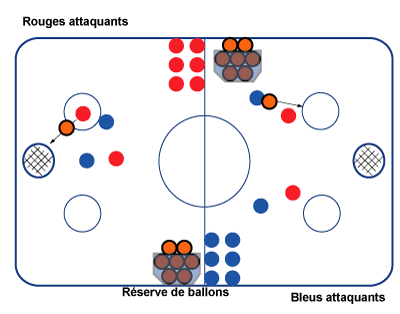 Rouges attaquants
Réserve de ballons
Bleus attaquants